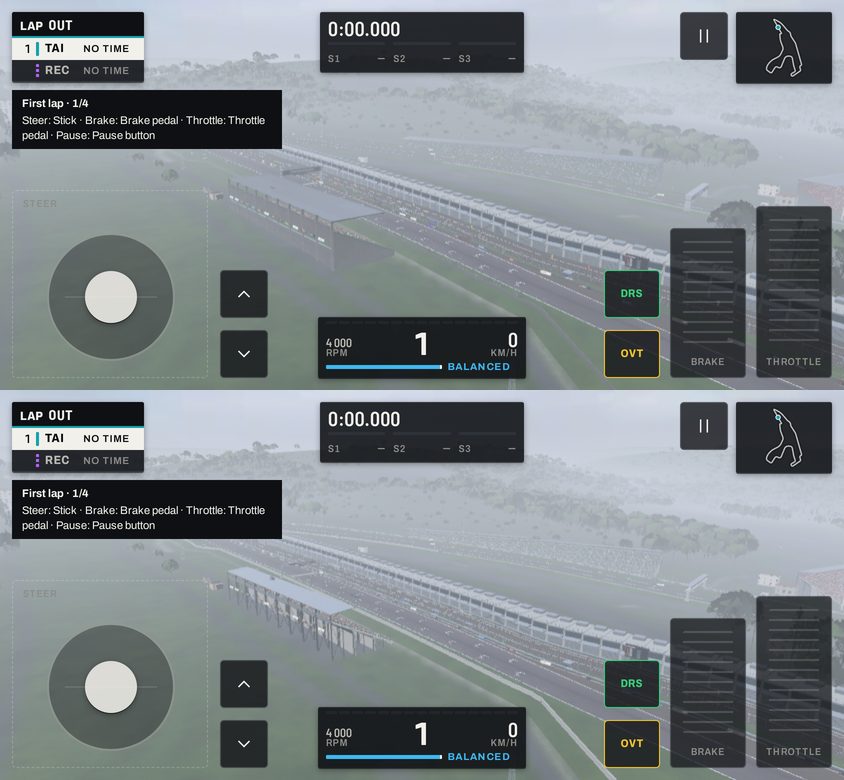 LAP OUT
1 TAI NO TIME
REC NO TIME
0:00.000
S1 – S2 – S3 –
First lap · 1/4
Steer: Stick · Brake: Brake pedal · Throttle: Throttle
pedal · Pause: Pause button
STEER
DRS
OVT
4 000
RPM
1
0
KM/H
BALANCED
BRAKE
THROTTLE
LAP OUT
1 TAI NO TIME
REC NO TIME
0:00.000
S1 – S2 – S3 –
First lap · 1/4
Steer: Stick · Brake: Brake pedal · Throttle: Throttle
pedal · Pause: Pause button
STEER
DRS
OVT
4 000
RPM
1
0
KM/H
BALANCED
BRAKE
THROTTLE